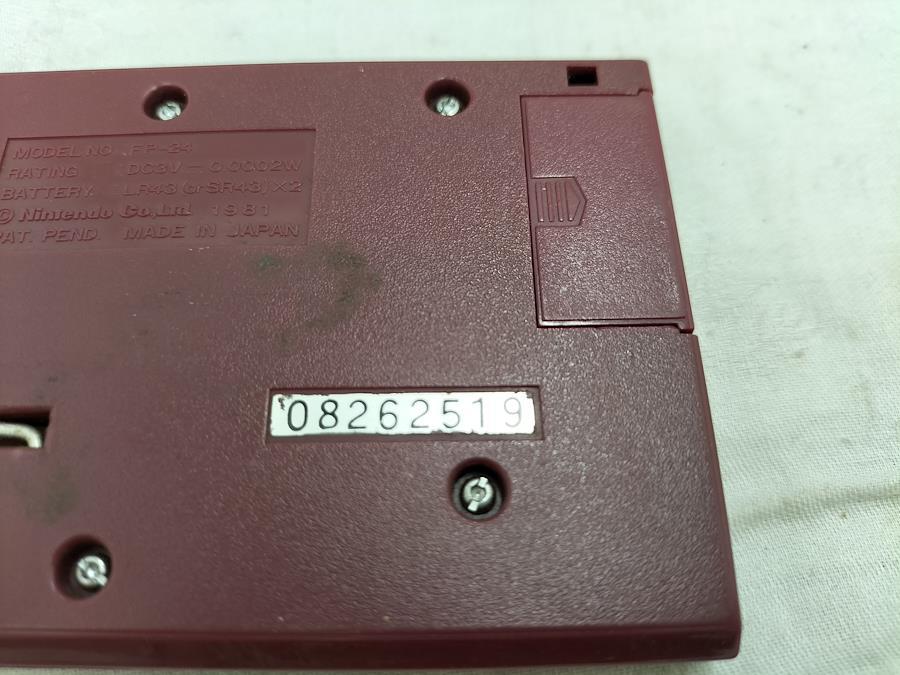 MODEL NO. FP-24
RATING DC3V – 0.0002W
BATTERY LR43 (or SR43) X2
© Nintendo Co.,Ltd. 1981
PAT. PEND. MADE IN JAPAN
08262519